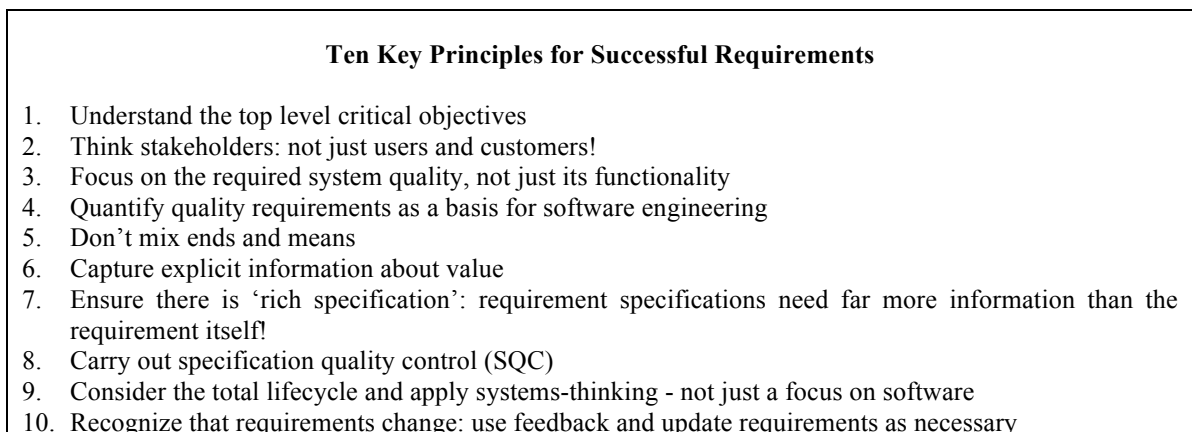 Ten Key Principles for Successful Requirements
1. Understand the top level critical objectives
2. Think stakeholders: not just users and customers!
3. Focus on the required system quality, not just its functionality
4. Quantify quality requirements as a basis for software engineering
5. Don’t mix ends and means
6. Capture explicit information about value
7. Ensure there is ‘rich specification’: requirement specifications need far more information than the
requirement itself!
8. Carry out specification quality control (SQC)
9. Consider the total lifecycle and apply systems-thinking - not just a focus on software
10. Recognize that requirements change: use feedback and update requirements as necessary